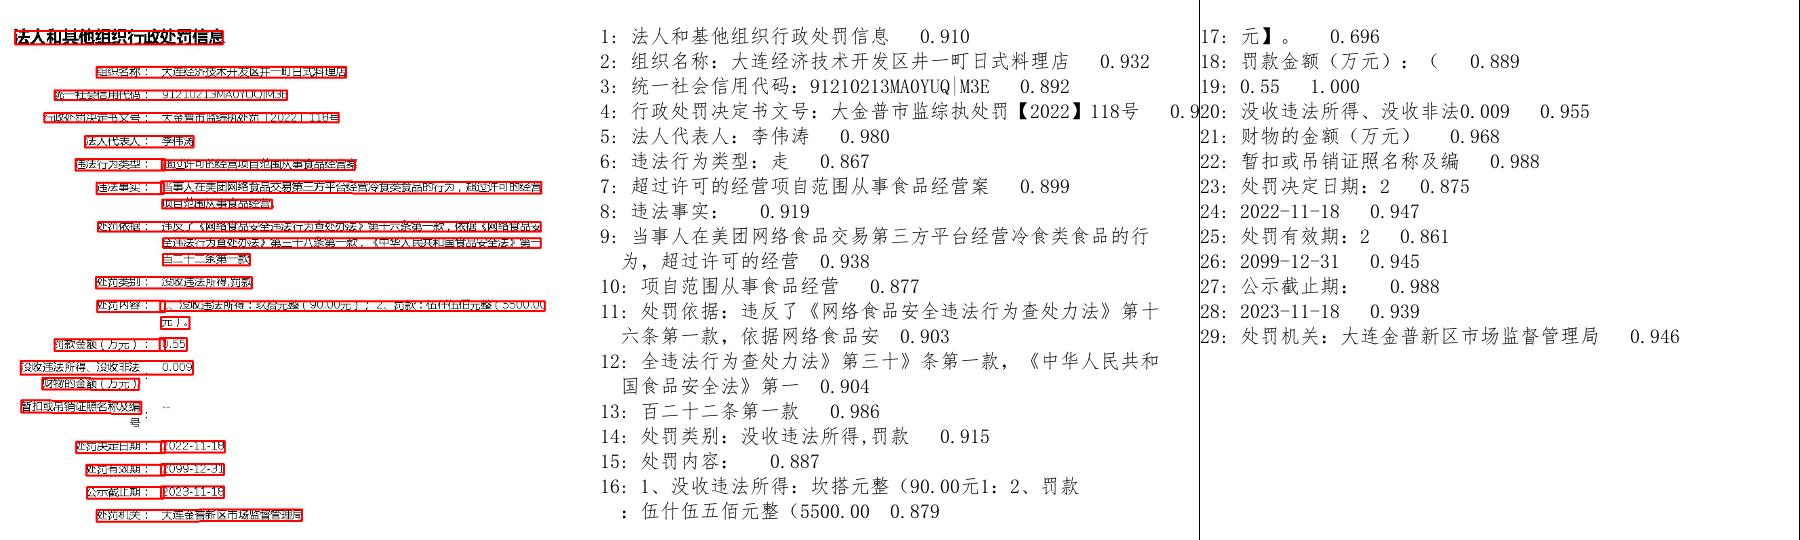 法人和其他组织行政处罚信息
组织名称： 大连经济技术开发区井一町日式料理店
统一社会信用代码： 91210213MA0YUQJM3E
行政处罚决定书文号： 大金普市监综执处罚〔2022〕118号
法人代表人： 李伟涛
违法行为类型： 超过许可的经营项目范围从事食品经营案
违法事实： 当事人在美团网络食品交易第三方平台经营冷食类食品的行为，超过许可的经营
项目范围从事食品经营
处罚依据： 违反了《网络食品安全违法行为查处办法》第十六条第一款，依据《网络食品安
全违法行为查处办法》第三十八条第一款，《中华人民共和国食品安全法》第一
百二十二条第一款
处罚类别： 没收违法所得,罚款
处罚内容： 1、没收违法所得：玖拾元整（90.00元）；2、罚款：伍仟伍佰元整（5500.00
元）。
罚款金额（万元）： 0.55
没收违法所得、没收非法 0.009
财物的金额（万元） ：
暂扣或吊销证照名称及编 --
号 ：
处罚决定日期： 2022-11-18
处罚有效期： 2099-12-31
公示截止期： 2023-11-18
处罚机关： 大连金普新区市场监督管理局
1: 法人和基他组织行政处罚信息 0.910
2: 组织名称: 大连经济技术开发区井一町日式料理店 0.932
3: 统一社会信用代码: 91210213MA0YUQ|M3E 0.892
4: 行政处罚决定书文号: 大金普市监综执处罚【2022】118号 0.9
5: 法人代表人: 李伟涛 0.980
6: 违法行为类型: 走 0.867
7: 超过许可的经营项自范围从事食品经营案 0.899
8: 违法事实: 0.919
9: 当事人在美团网络食品交易第三方平台经营冷食类食品的行
为，超过许可的经营 0.938
10: 项自范围从事食品经营 0.877
11: 处罚依据: 违反了《网络食品安全违法行为查处力法》第十
六条第一款，依据网络食品安 0.903
12: 全违法行为查处力法》第三十》条第一款，《中华人民共和
国食品安全法》第一 0.904
13: 百二十二条第一款 0.986
14: 处罚类别: 没收违法所得,罚款 0.915
15: 处罚内容: 0.887
16: 1、没收违法所得: 坎搭元整（90.00元1: 2、罚款
: 伍什伍五佰元整（5500.00 0.879
17: 元】。 0.696
18: 罚款金额（万元）: （ 0.889
19: 0.55 1.000
20: 没收违法所得、没收非法0.009 0.955
21: 财物的金额（万元） 0.968
22: 暂扣或吊销证照名称及编 0.988
23: 处罚决定日期: 2 0.875
24: 2022-11-18 0.947
25: 处罚有效期: 2 0.861
26: 2099-12-31 0.945
27: 公示截止期: 0.988
28: 2023-11-18 0.939
29: 处罚机关: 大连金普新区市场监督管理局 0.946